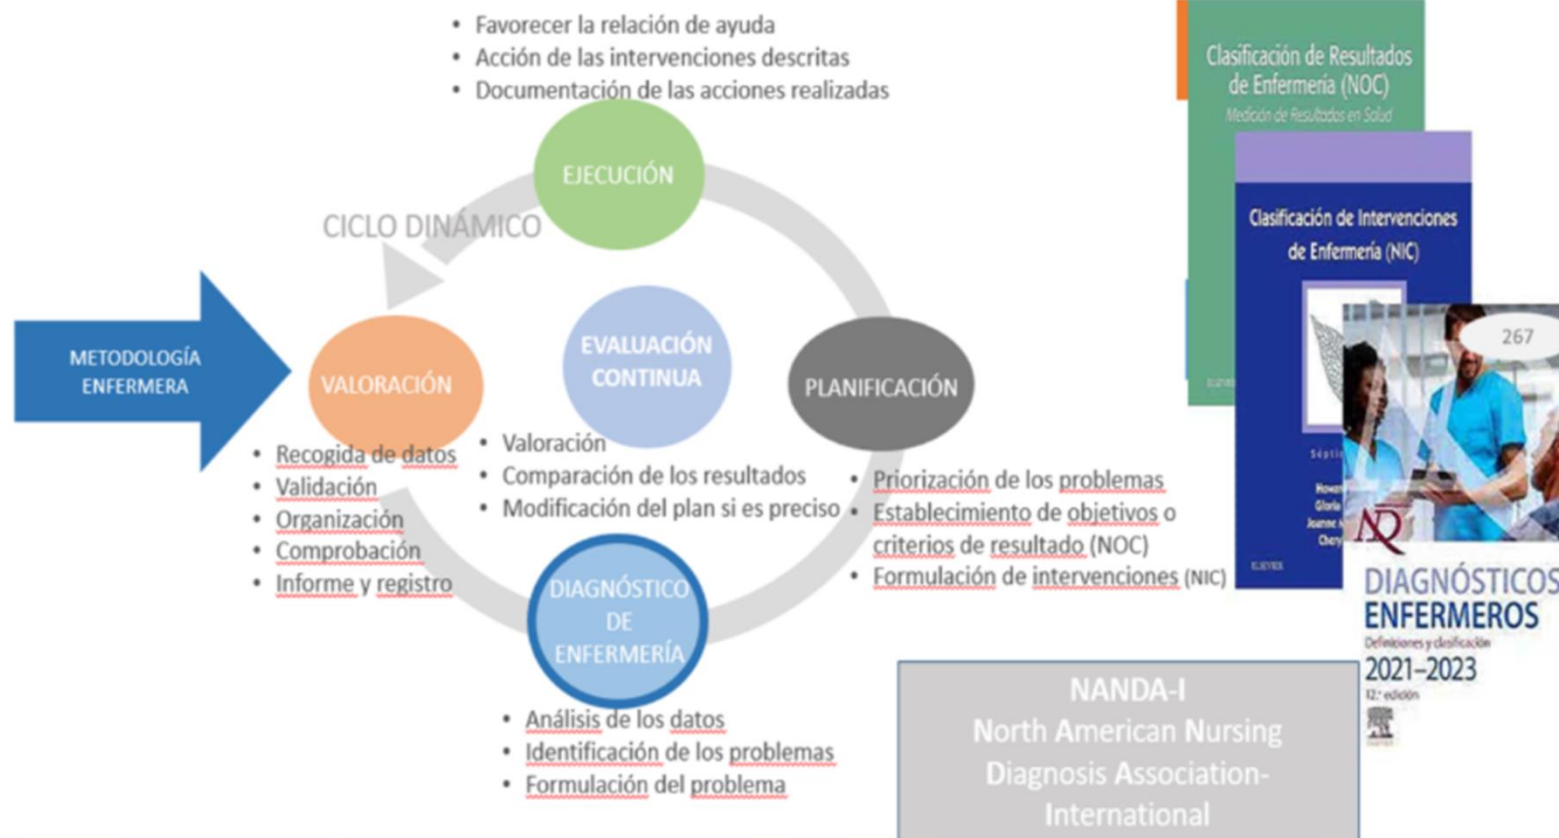 • Favorecer la relación de ayuda
• Acción de las intervenciones descritas
• Documentación de las acciones realizadas
EJECUCIÓN
CICLO DINÁMICO
METODOLOGÍA
ENFERMERA
VALORACIÓN
• Recogida de datos
• Validación
• Organización
• Comprobación
• Informe y registro
EVALUACIÓN
CONTINUA
• Valoración
• Comparación de los resultados
• Modificación del plan si es preciso
PLANIFICACIÓN
• Priorización de los problemas
• Establecimiento de objetivos o
criterios de resultado (NOC)
• Formulación de intervenciones (NIC)
DIAGNÓSTICO
DE
ENFERMERÍA
• Análisis de los datos
• Identificación de los problemas
• Formulación del problema
Clasificación de Resultados
de Enfermería (NOC)
Medición de Resultados en Salud
Clasificación de Intervenciones
de Enfermería (NIC)
ELSEVIER
267
DIAGNÓSTICOS
ENFERMEROS
Definiciones y clasificación
2021–2023
12.ª edición
NANDA-I
North American Nursing
Diagnosis Association-
International